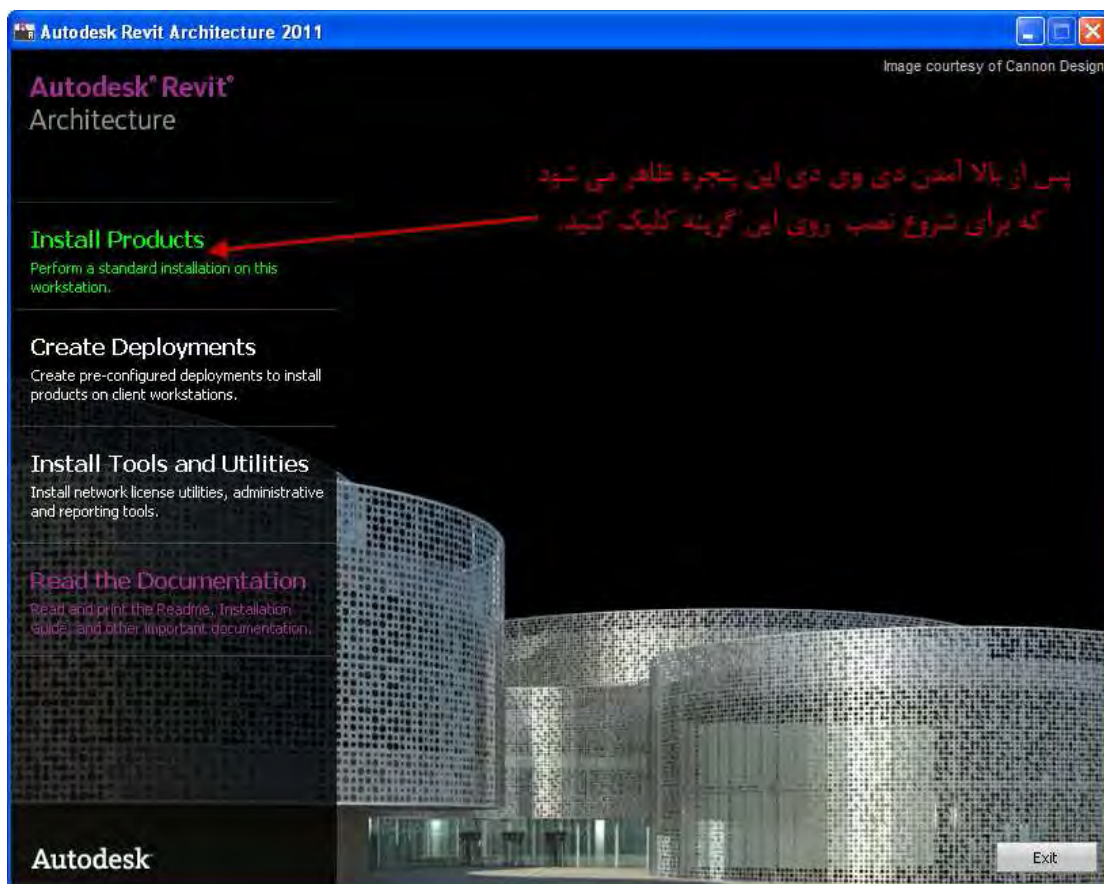 Autodesk Revit Architecture 2011
Image courtesy of Cannon Design
Autodesk® Revit®
Architecture
پس از بالا آمدن دی وی دی این پنجره ظاهر می شود
که برای شروع نصب روی این گزینه کلیک کنید.
Install Products
Perform a standard installation on this
workstation.
Create Deployments
Create pre-configured deployments to install
products on client workstations.
Install Tools and Utilities
Install network license utilities, administrative
and reporting tools.
Read the Documentation
Read and print the Readme, Installation
Guide, and other important documentation.
Autodesk
Exit